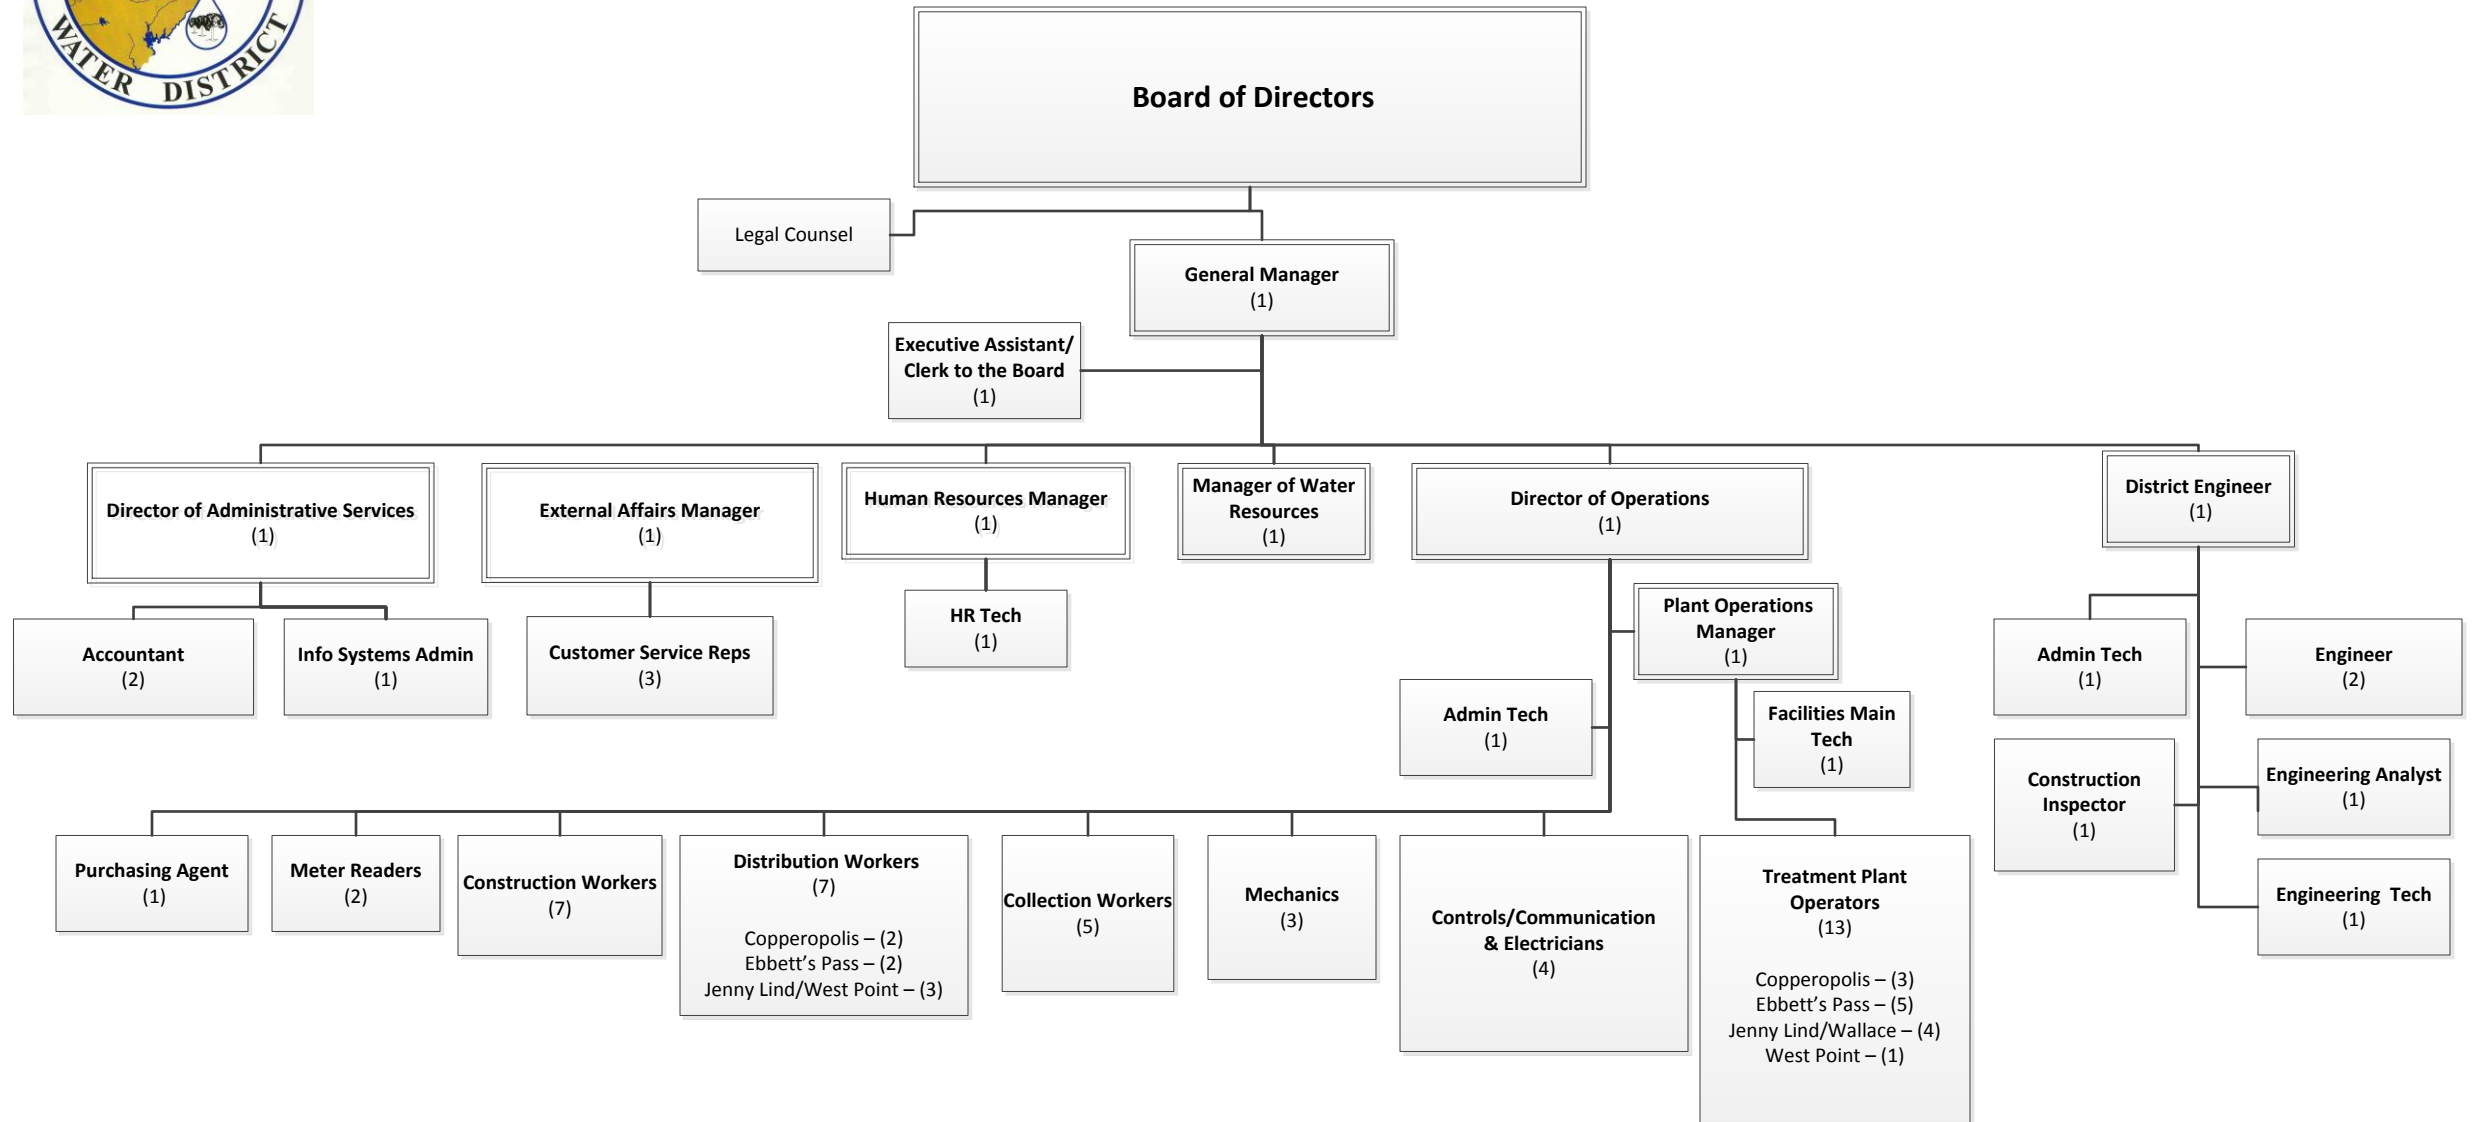 WATER DISTRICT
Board of Directors
Legal Counsel
General Manager
(1)
Executive Assistant/
Clerk to the Board
(1)
Director of Administrative Services
(1)
External Affairs Manager
(1)
Human Resources Manager
(1)
Manager of Water
Resources
(1)
Director of Operations
(1)
District Engineer
(1)
Accountant
(2)
Info Systems Admin
(1)
Customer Service Reps
(3)
HR Tech
(1)
Plant Operations
Manager
(1)
Admin Tech
(1)
Facilities Main
Tech
(1)
Admin Tech
(1)
Engineer
(2)
Construction
Inspector
(1)
Engineering Analyst
(1)
Engineering  Tech
(1)
Purchasing Agent
(1)
Meter Readers
(2)
Construction Workers
(7)
Distribution Workers
(7)
Copperopolis – (2)
Ebbett’s Pass – (2)
Jenny Lind/West Point – (3)
Collection Workers
(5)
Mechanics
(3)
Controls/Communication
& Electricians
(4)
Treatment Plant
Operators
(13)
Copperopolis – (3)
Ebbett’s Pass – (5)
Jenny Lind/Wallace – (4)
West Point – (1)